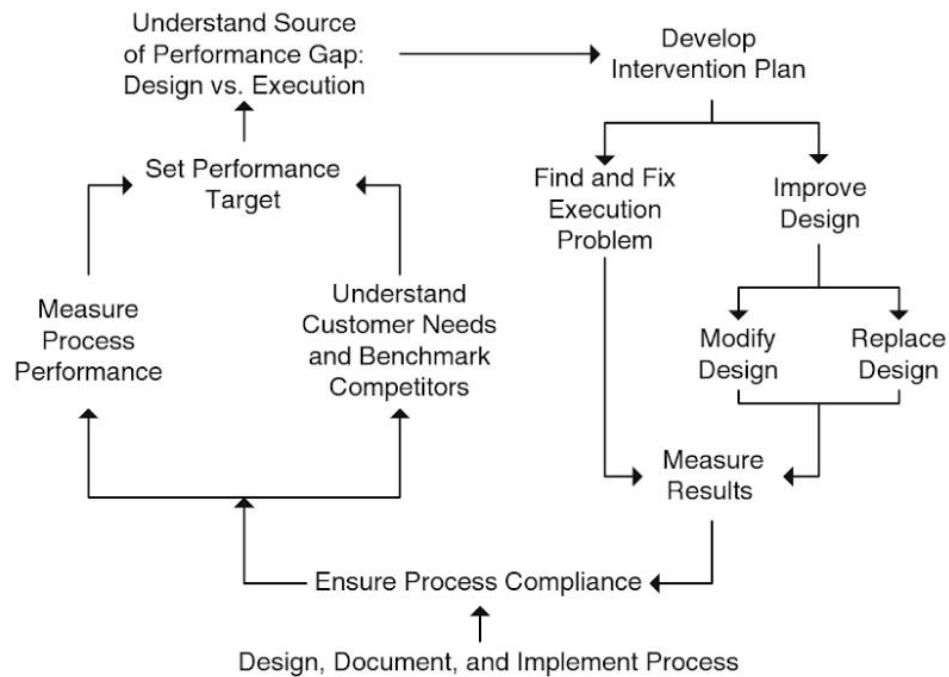 Understand Source
of Performance Gap:
Design vs. Execution
Develop
Intervention Plan
Set Performance
Target
Find and Fix
Execution
Problem
Improve
Design
Measure
Process
Performance
Understand
Customer Needs
and Benchmark
Competitors
Modify
Design
Replace
Design
Measure
Results
Ensure Process Compliance
Design, Document, and Implement Process